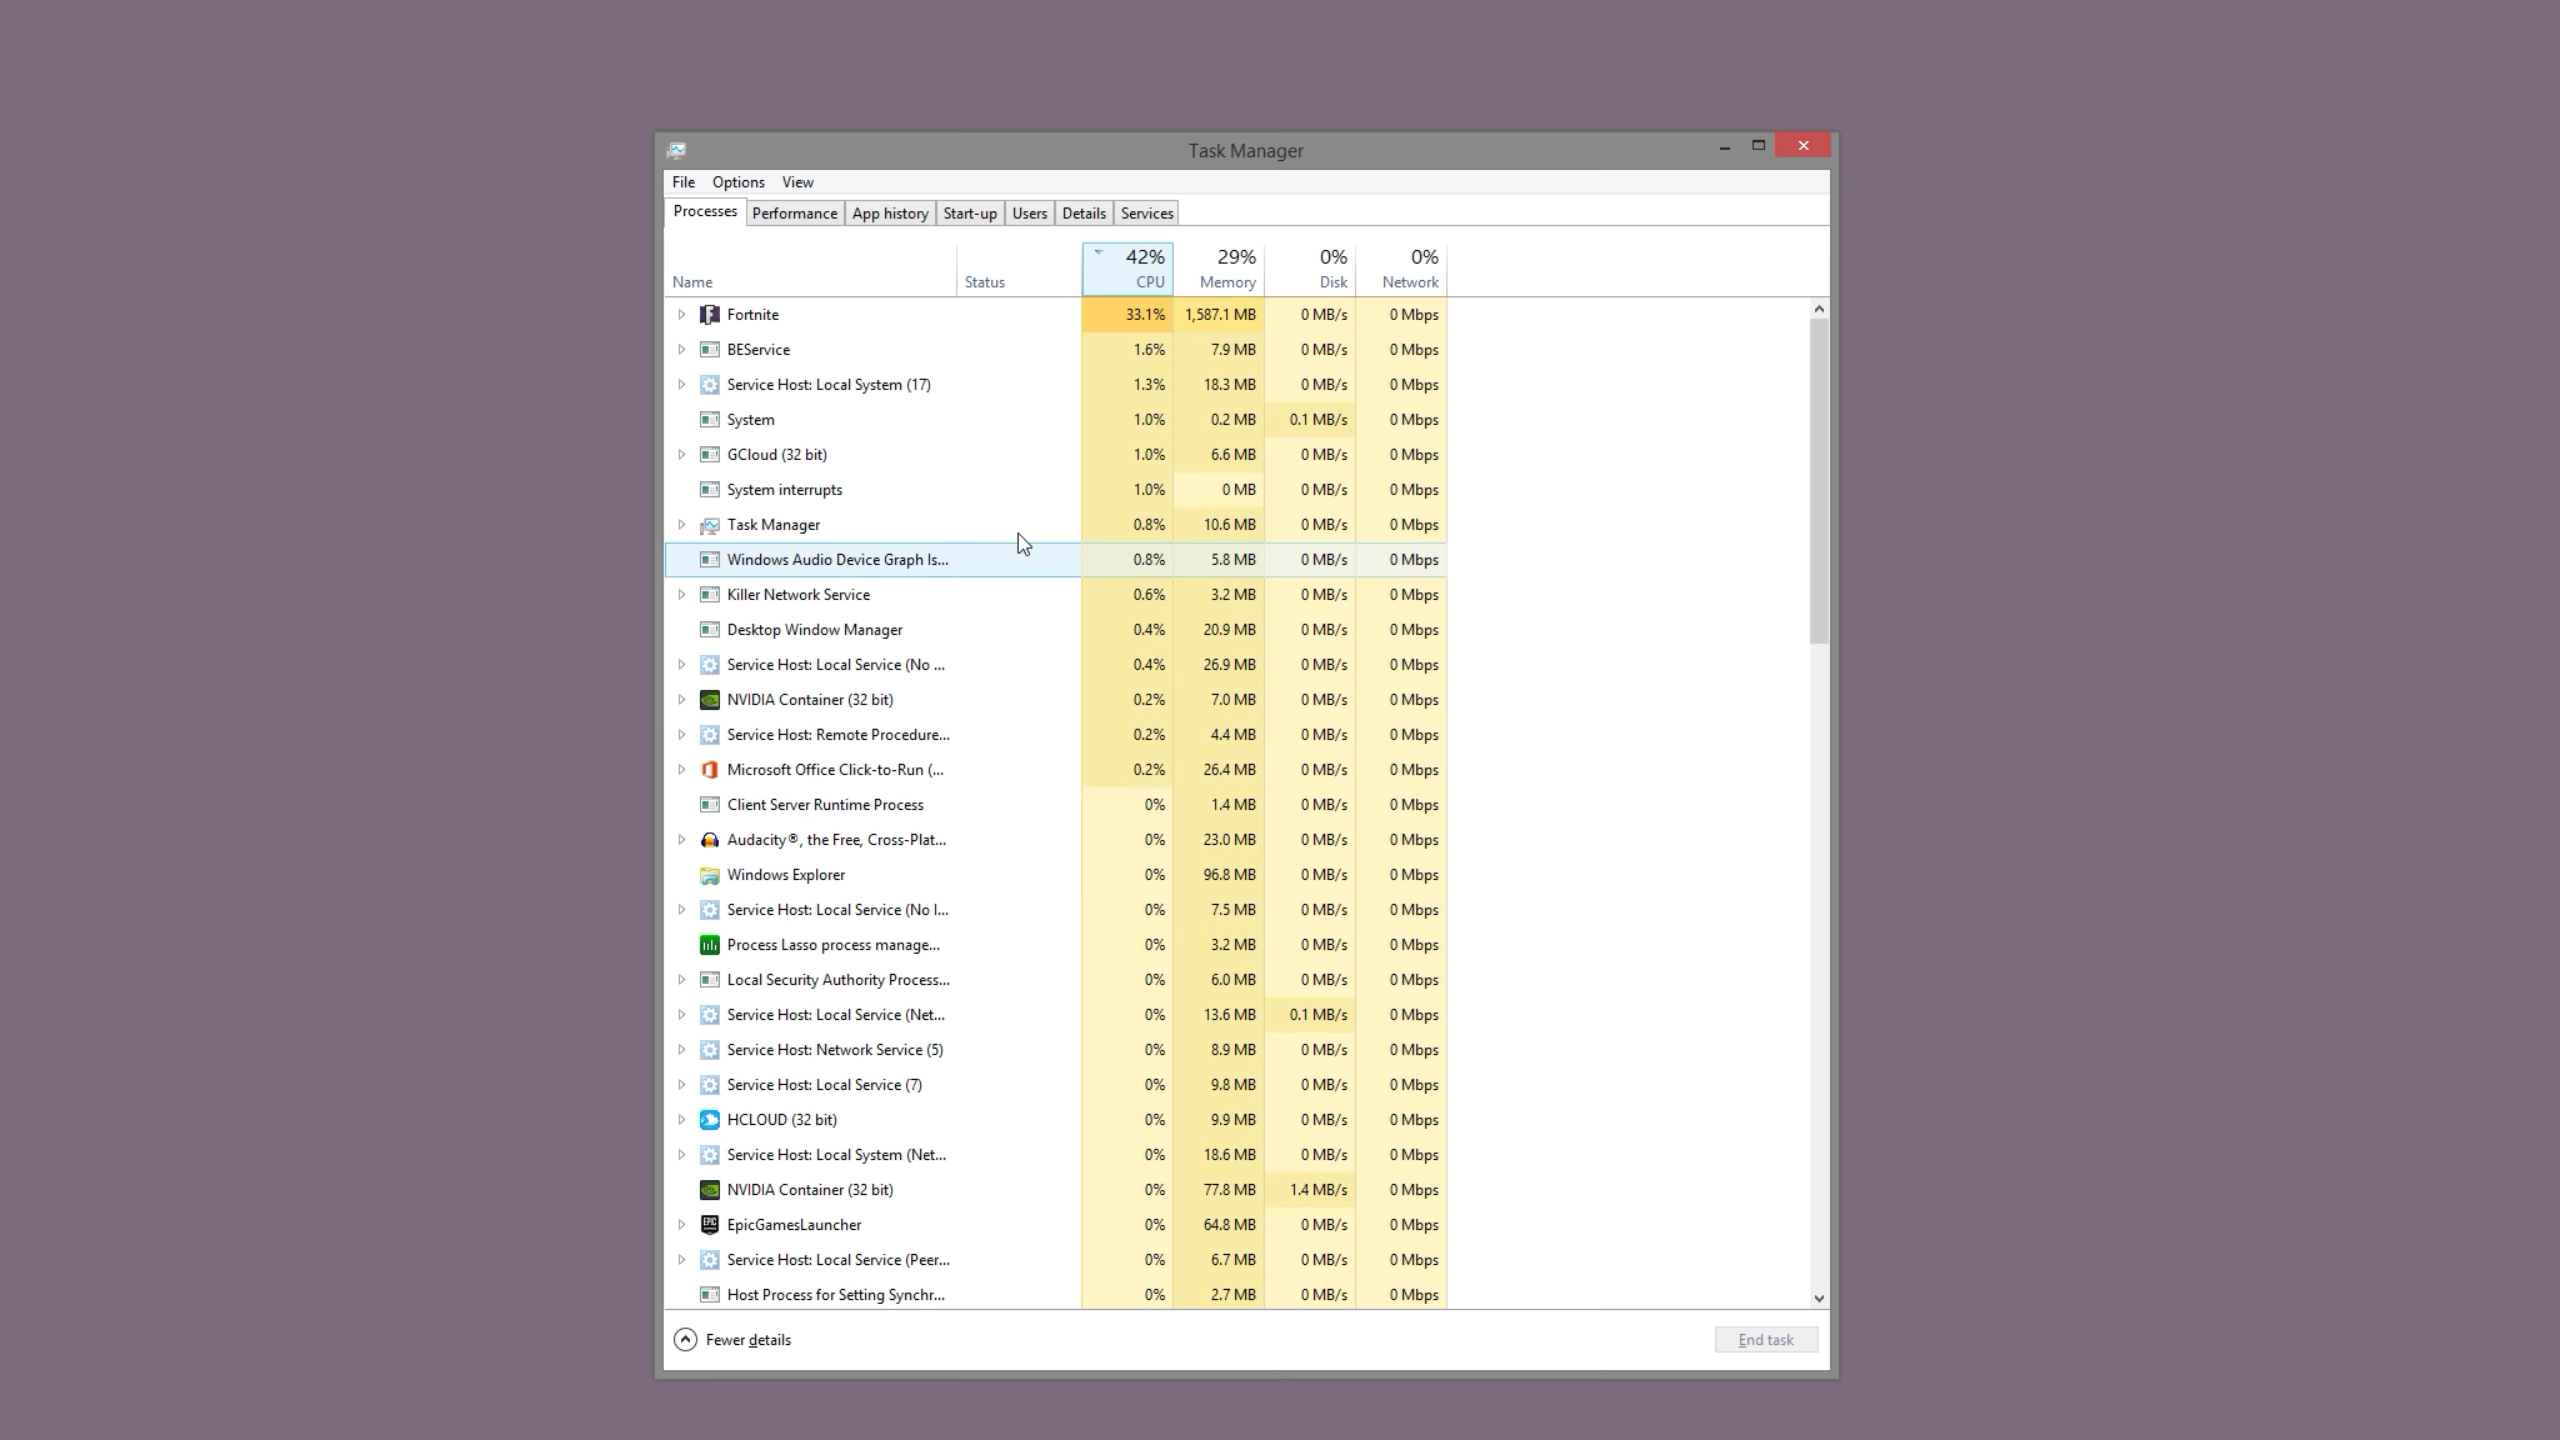 Task Manager
File Options View
Processes Performance App history Start-up Users Details Services
42% 29% 0% 0%
Name Status CPU Memory Disk Network
Fortnite 33.1% 1,587.1 MB 0 MB/s 0 Mbps
BEService 1.6% 7.9 MB 0 MB/s 0 Mbps
Service Host: Local System (17) 1.3% 18.3 MB 0 MB/s 0 Mbps
System 1.0% 0.2 MB 0.1 MB/s 0 Mbps
GCloud (32 bit) 1.0% 6.6 MB 0 MB/s 0 Mbps
System interrupts 1.0% 0 MB 0 MB/s 0 Mbps
Task Manager 0.8% 10.6 MB 0 MB/s 0 Mbps
Windows Audio Device Graph Is... 0.8% 5.8 MB 0 MB/s 0 Mbps
Killer Network Service 0.6% 3.2 MB 0 MB/s 0 Mbps
Desktop Window Manager 0.4% 20.9 MB 0 MB/s 0 Mbps
Service Host: Local Service (No ... 0.4% 26.9 MB 0 MB/s 0 Mbps
NVIDIA Container (32 bit) 0.2% 7.0 MB 0 MB/s 0 Mbps
Service Host: Remote Procedure... 0.2% 4.4 MB 0 MB/s 0 Mbps
Microsoft Office Click-to-Run (... 0.2% 26.4 MB 0 MB/s 0 Mbps
Client Server Runtime Process 0% 1.4 MB 0 MB/s 0 Mbps
Audacity®, the Free, Cross-Plat... 0% 23.0 MB 0 MB/s 0 Mbps
Windows Explorer 0% 96.8 MB 0 MB/s 0 Mbps
Service Host: Local Service (No I... 0% 7.5 MB 0 MB/s 0 Mbps
Process Lasso process manage... 0% 3.2 MB 0 MB/s 0 Mbps
Local Security Authority Process... 0% 6.0 MB 0 MB/s 0 Mbps
Service Host: Local Service (Net... 0% 13.6 MB 0.1 MB/s 0 Mbps
Service Host: Network Service (5) 0% 8.9 MB 0 MB/s 0 Mbps
Service Host: Local Service (7) 0% 9.8 MB 0 MB/s 0 Mbps
HCLOUD (32 bit) 0% 9.9 MB 0 MB/s 0 Mbps
Service Host: Local System (Net... 0% 18.6 MB 0 MB/s 0 Mbps
NVIDIA Container (32 bit) 0% 77.8 MB 1.4 MB/s 0 Mbps
EpicGamesLauncher 0% 64.8 MB 0 MB/s 0 Mbps
Service Host: Local Service (Peer... 0% 6.7 MB 0 MB/s 0 Mbps
Host Process for Setting Synchr... 0% 2.7 MB 0 MB/s 0 Mbps
Fewer details End task